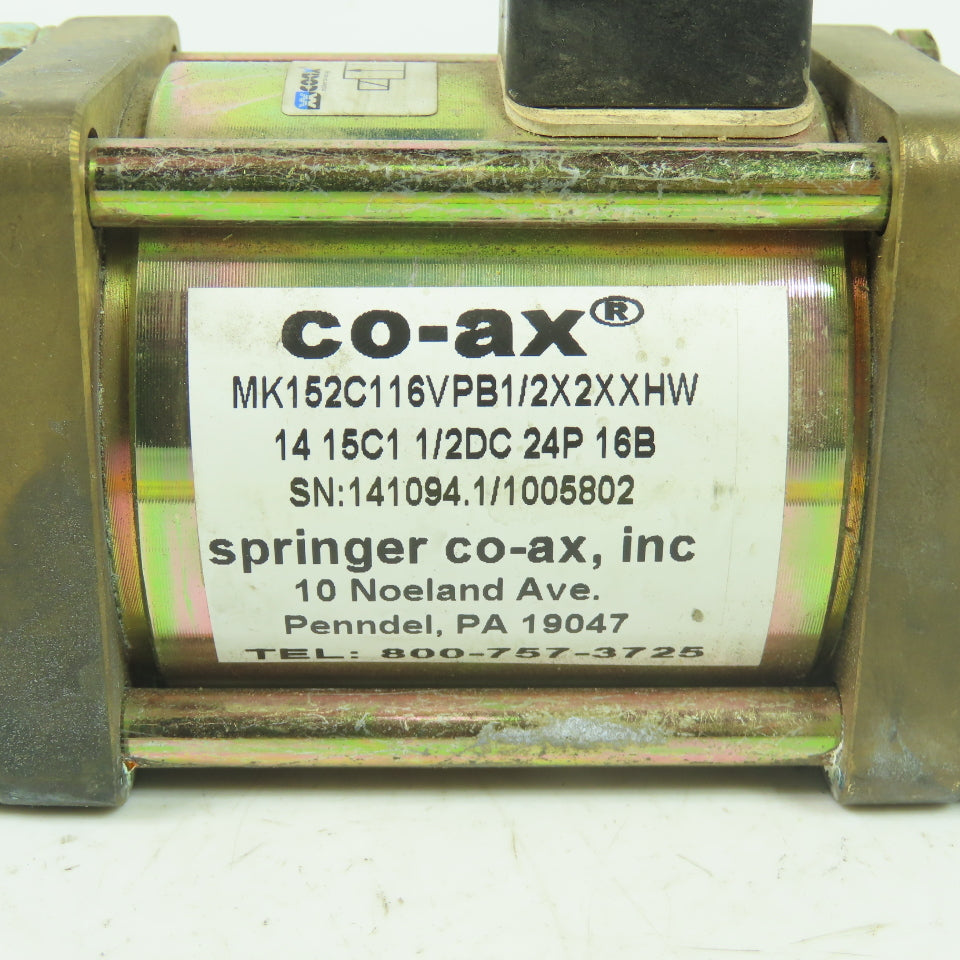 coax
co-ax®
MK152C116VPB1/2X2XXHW
14 15C1 1/2DC 24P 16B
SN:141094.1/1005802
springer co-ax, inc
10 Noeland Ave.
Penndel, PA 19047
TEL: 800-757-3725